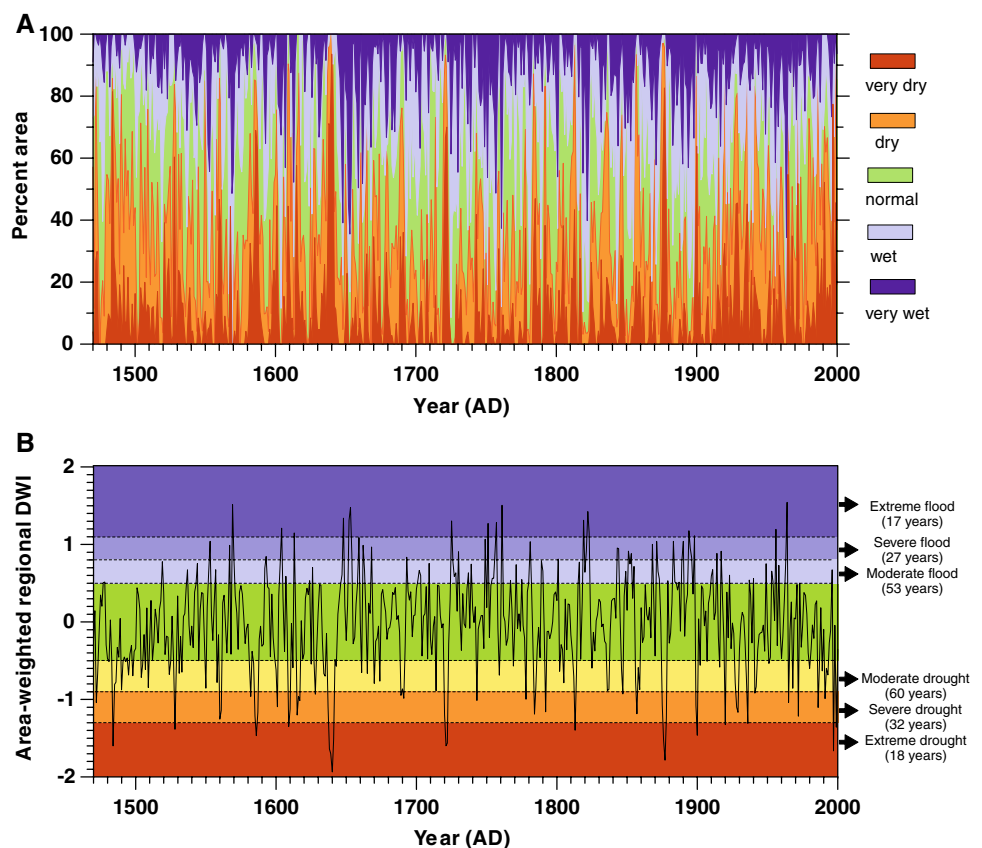 A
100
80
60
40
20
0
Percent area
1500 1600 1700 1800 1900 2000
Year (AD)
very dry
dry
normal
wet
very wet
B
2
1
0
-1
-2
Area-weighted regional DWI
1500 1600 1700 1800 1900 2000
Year (AD)
Extreme flood
(17 years)
Severe flood
(27 years)
Moderate flood
(53 years)
Moderate drought
(60 years)
Severe drought
(32 years)
Extreme drought
(18 years)